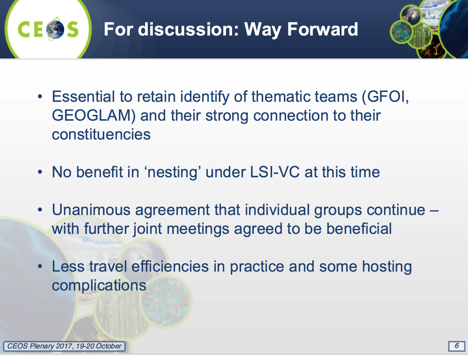 CEOS
For discussion: Way Forward
• Essential to retain identify of thematic teams (GFOI,
GEOGLAM) and their strong connection to their
constituencies
• No benefit in ‘nesting’ under LSI-VC at this time
• Unanimous agreement that individual groups continue –
with further joint meetings agreed to be beneficial
• Less travel efficiencies in practice and some hosting
complications
CEOS Plenary 2017, 19-20 October
6